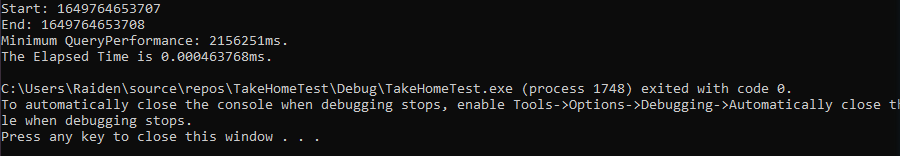 Start: 1649764653707
End: 1649764653708
Minimum QueryPerformance: 2156251ms.
The Elapsed Time is 0.000463768ms.
C:\Users\Raiden\source\repos\TakeHomeTest\Debug\TakeHomeTest.exe (process 1748) exited with code 0.
To automatically close the console when debugging stops, enable Tools->Options->Debugging->Automatically close th
le when debugging stops.
Press any key to close this window . . .